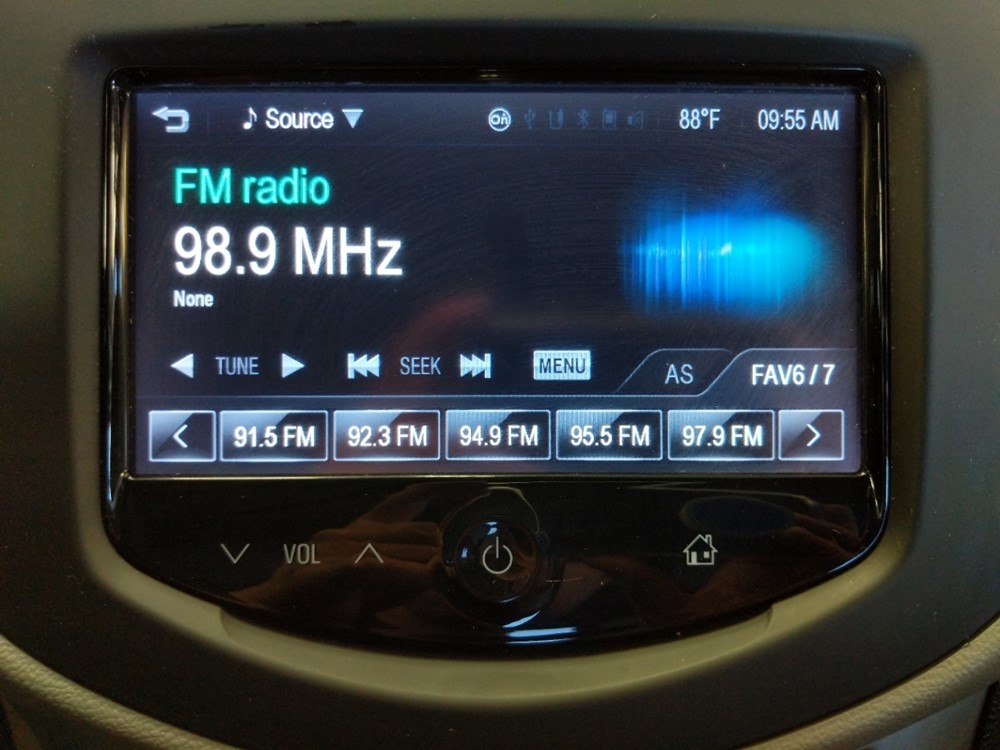 Source 88°F 09:55 AM
FM radio
98.9 MHz
None
TUNE SEEK MENU AS FAV6 / 7
91.5 FM 92.3 FM 94.9 FM 95.5 FM 97.9 FM
VOL